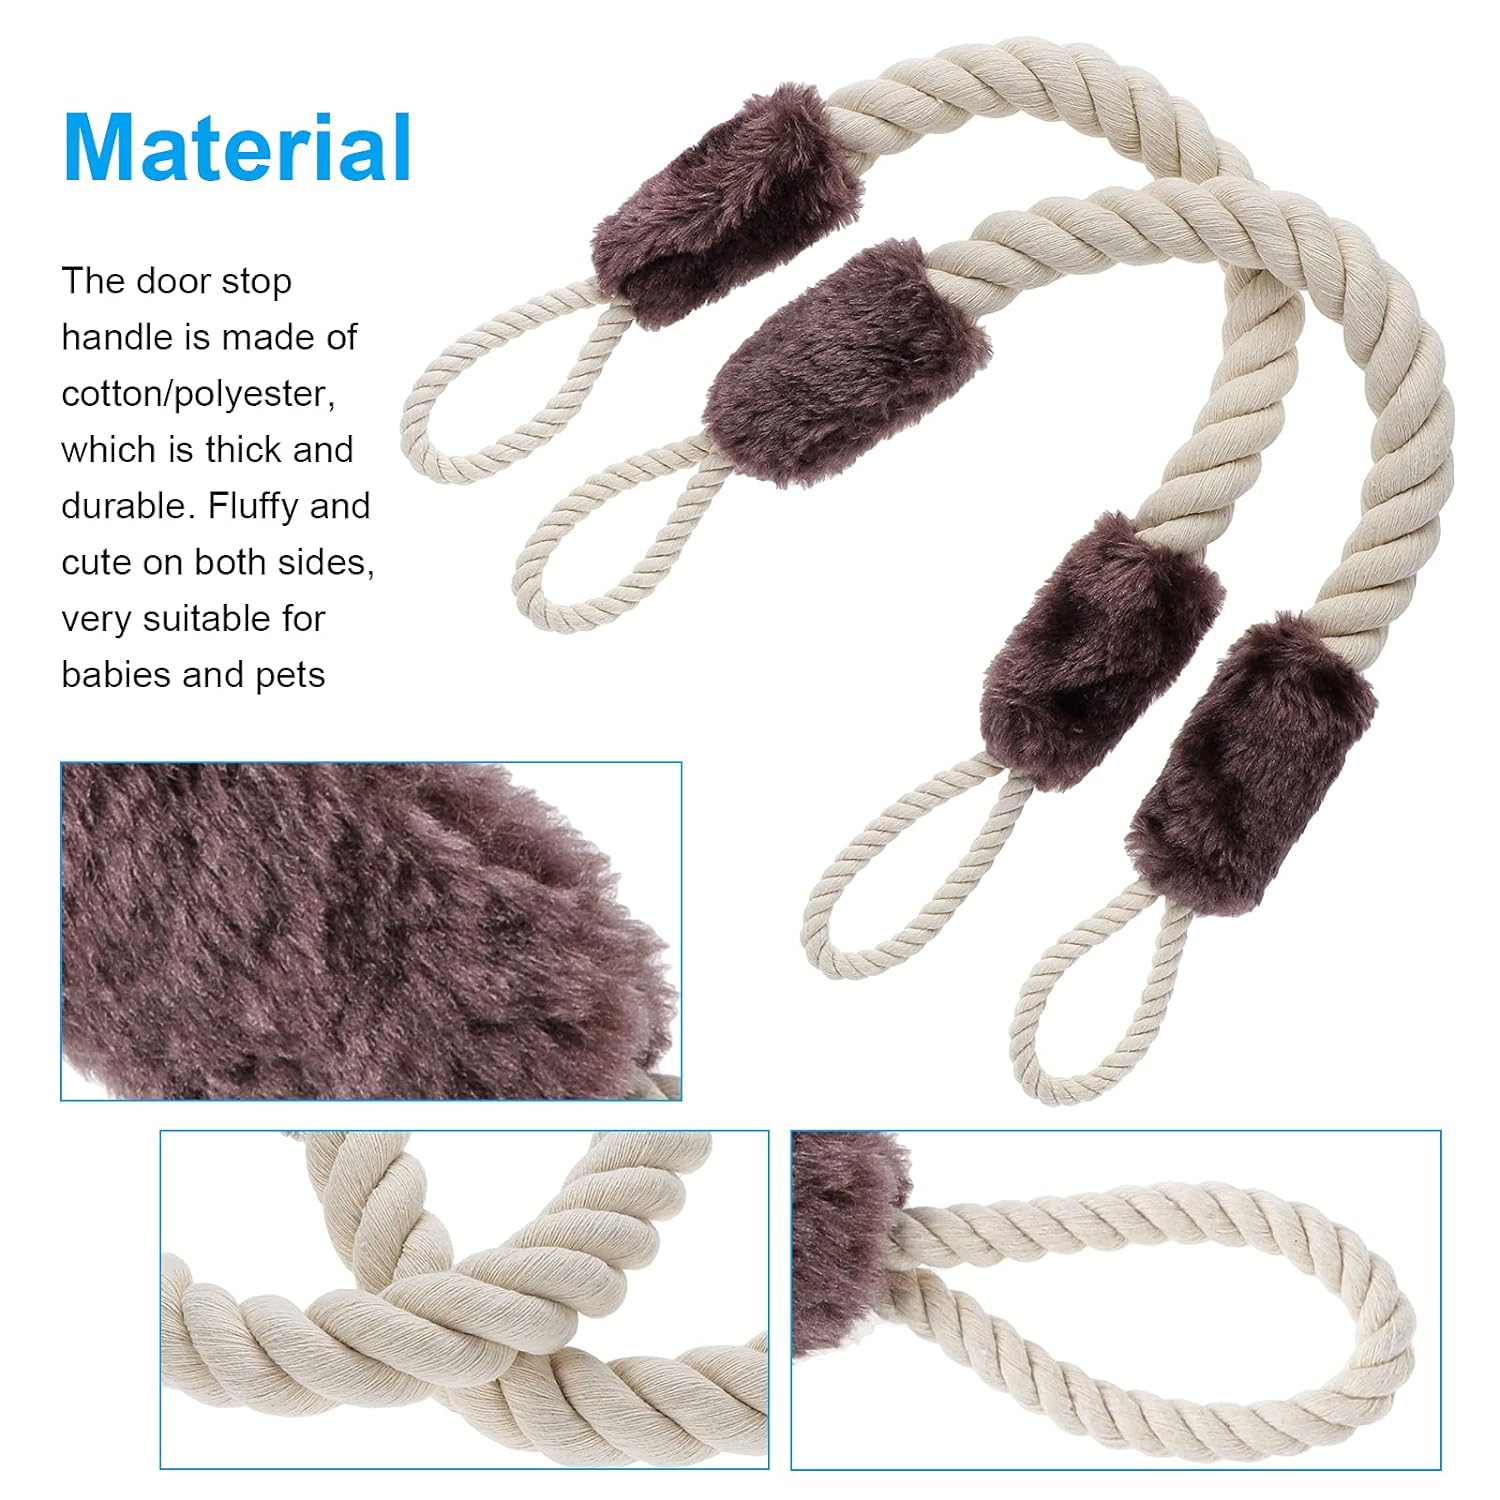 Material
The door stop
handle is made of
cotton/polyester,
which is thick and
durable. Fluffy and
cute on both sides,
very suitable for
babies and pets